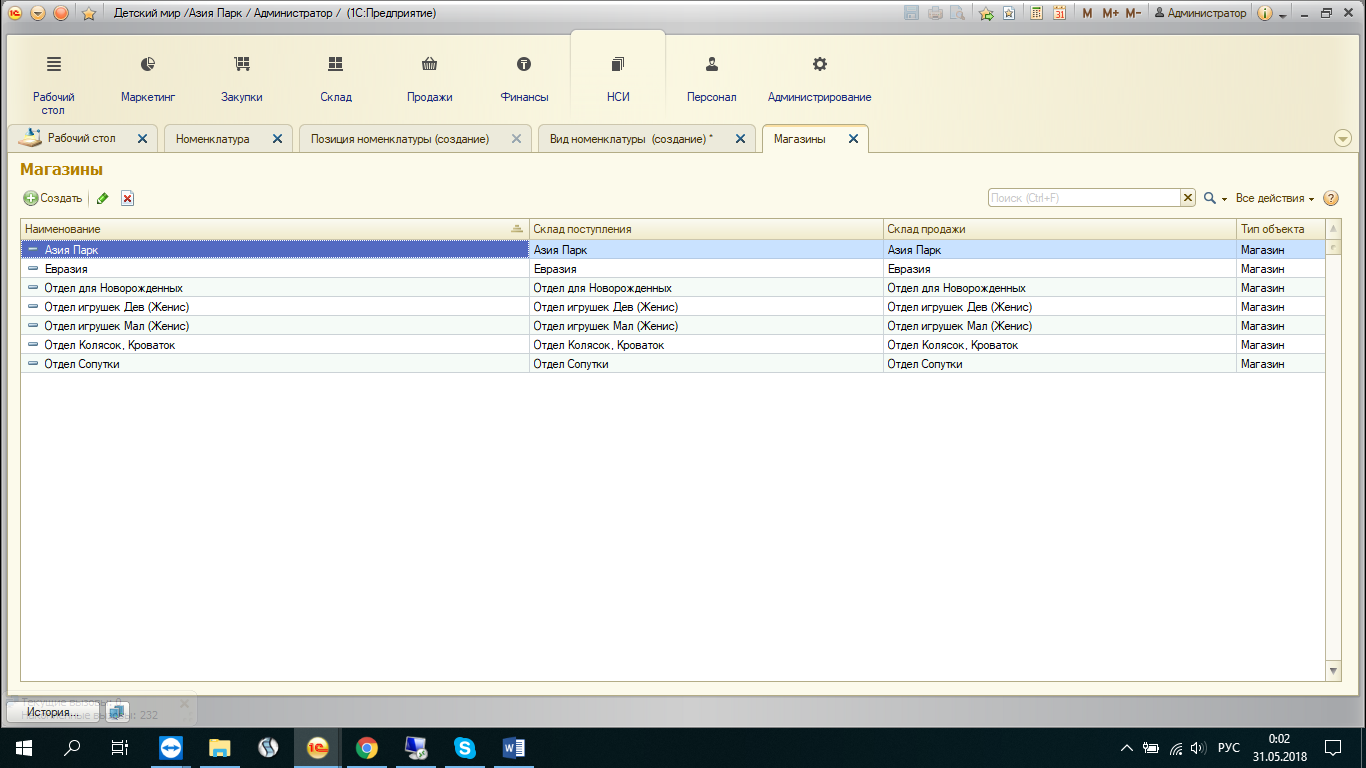 Детский мир /Азия Парк / Администратор / (1С:Предприятие)
M M+ M- Администратор
Рабочий стол
Маркетинг
Закупки
Склад
Продажи
Финансы
НСИ
Персонал
Администрирование
Рабочий стол
Номенклатура
Позиция номенклатуры (создание)
Вид номенклатуры (создание) *
Магазины
Магазины
Создать
Поиск (Ctrl+F)
Все действия
Наименование Склад поступления Склад продажи Тип объекта
Азия Парк Азия Парк Азия Парк Магазин
Евразия Евразия Евразия Магазин
Отдел для Новорожденных Отдел для Новорожденных Отдел для Новорожденных Магазин
Отдел игрушек Дев (Женис) Отдел игрушек Дев (Женис) Отдел игрушек Дев (Женис) Магазин
Отдел игрушек Мал (Женис) Отдел игрушек Мал (Женис) Отдел игрушек Мал (Женис) Магазин
Отдел Колясок, Кроваток Отдел Колясок, Кроваток Отдел Колясок, Кроваток Магазин
Отдел Сопутки Отдел Сопутки Отдел Сопутки Магазин
Текущие вызовы: 0
История...
вызовы: 232
РУС
0:02
31.05.2018